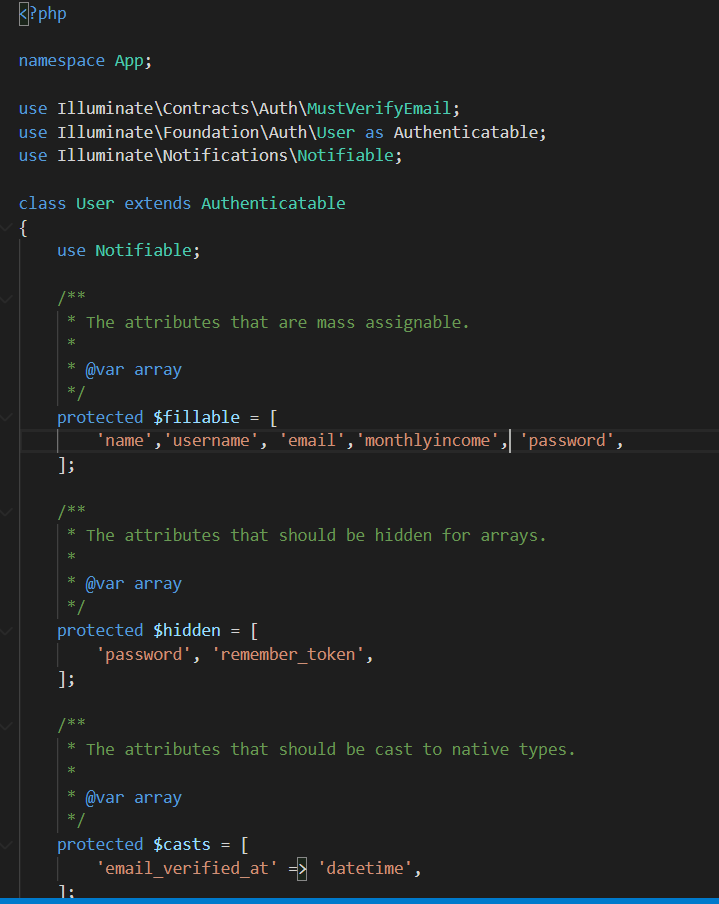 <?php
namespace App;
use Illuminate\Contracts\Auth\MustVerifyEmail;
use Illuminate\Foundation\Auth\User as Authenticatable;
use Illuminate\Notifications\Notifiable;
class User extends Authenticatable
{
    use Notifiable;
    /**
     * The attributes that are mass assignable.
     *
     * @var array
     */
    protected $fillable = [
        'name','username', 'email','monthlyincome', 'password',
    ];
    /**
     * The attributes that should be hidden for arrays.
     *
     * @var array
     */
    protected $hidden = [
        'password', 'remember_token',
    ];
    /**
     * The attributes that should be cast to native types.
     *
     * @var array
     */
    protected $casts = [
        'email_verified_at' => 'datetime',
    ];